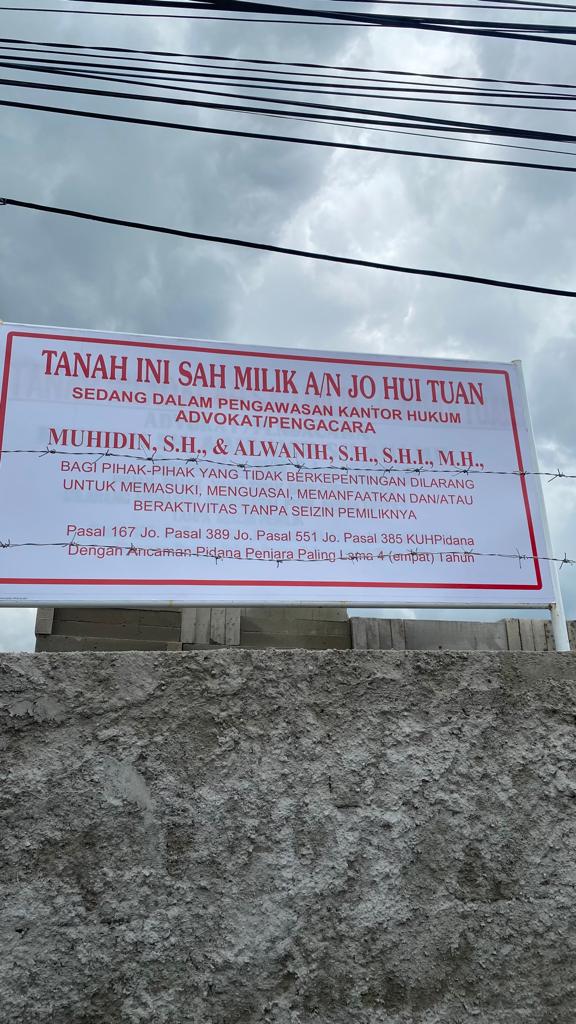 TANAH INI SAH MILIK A/N JO HUI TUAN
SEDANG DALAM PENGAWASAN KANTOR HUKUM
ADVOKAT/PENGACARA
MUHIDIN, S.H., & ALWANIH, S.H., S.H.I., M.H.,
BAGI PIHAK-PIHAK YANG TIDAK BERKEPENTINGAN DILARANG
UNTUK MEMASUKI, MENGUASAI, MEMANFAATKAN DAN/ATAU
BERAKTIVITAS TANPA SEIZIN PEMILIKNYA
Pasal 167 Jo. Pasal 389 Jo. Pasal 551 Jo. Pasal 385 KUHPidana
Dengan Ancaman Pidana Penjara Paling Lama 4 (empat) Tahun